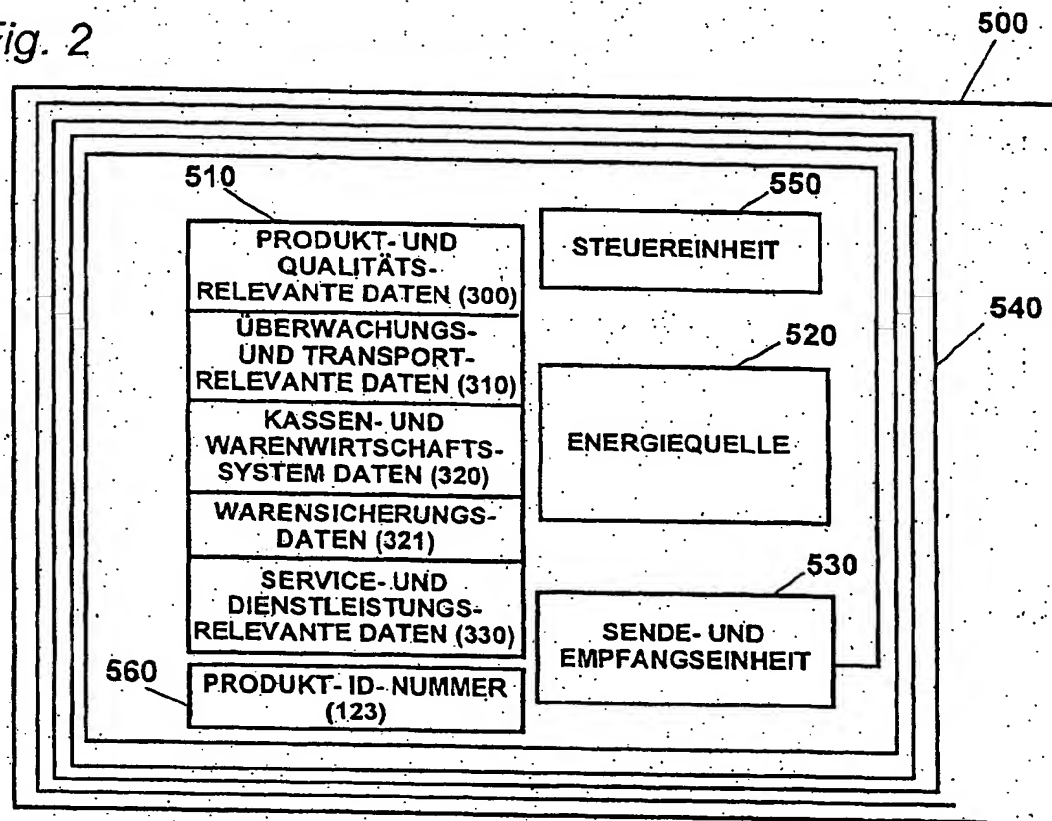 Fig. 2
500
510
PRODUKT- UND
QUALITÄTS-
RELEVANTE DATEN (300)
ÜBERWACHUNGS-
UND TRANSPORT-
RELEVANTE DATEN (310)
KASSEN- UND
WARENWIRTSCHAFTS-
SYSTEM DATEN (320)
WARENSICHERUNGS-
DATEN (321)
SERVICE- UND
DIENSTLEISTUNGS-
RELEVANTE DATEN (330)
560
PRODUKT- ID- NUMMER
(123)
550
STEUEREINHEIT
540
520
ENERGIEQUELLE
530
SENDE- UND
EMPFANGSEINHEIT